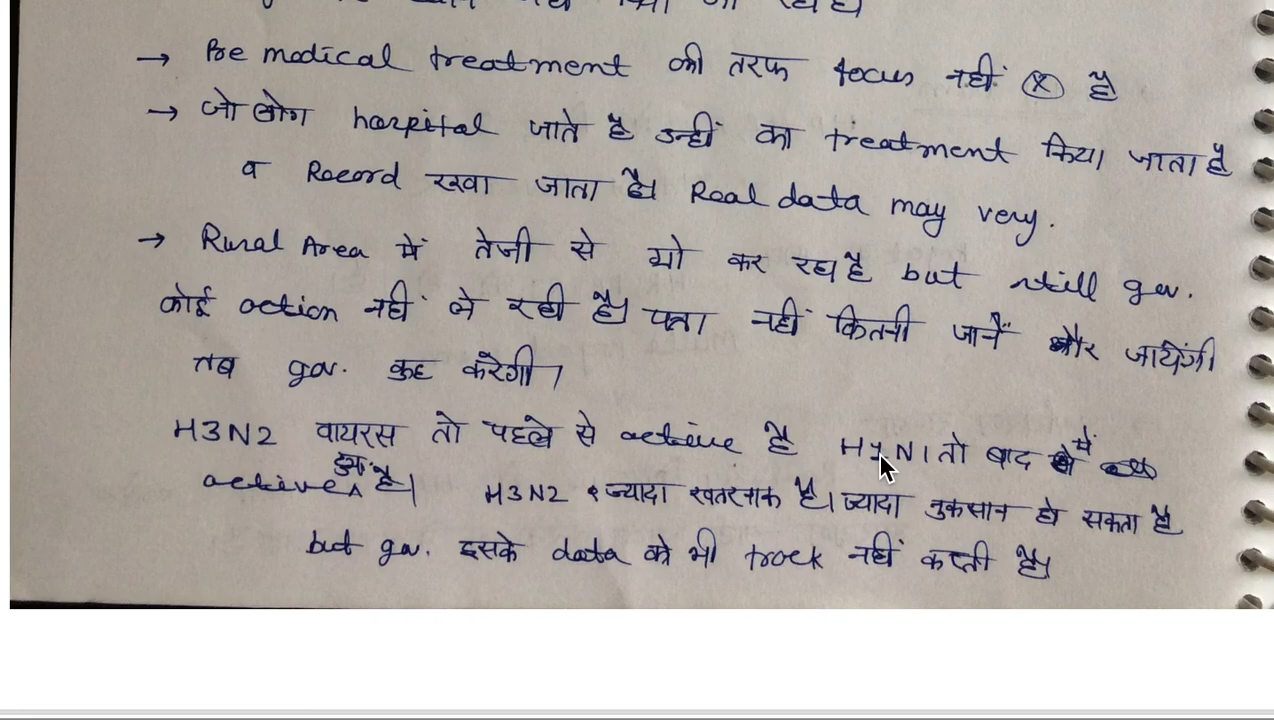 → Pre medical treatment की तरफ focus नहीं (x) है
→ जो लोग hospital जाते है उन्हीं का treatment किया जाता है
व Record रखा जाता है। Real data may very.
→ Rural Area में तेजी से ग्रो कर रहा है but still gov.
कोई action नहीं ले रही है। पता नहीं कितनी जानें और जायेंगी
तब gov. कुछ करेगी।
H3N2 वायरस तो पहले से active है H1N1 तो बाद में
active हुआ है। H3N2 ज्यादा खतरनाक है। ज्यादा नुकसान हो सकता है
but gov. इसके data को भी track नहीं करती है।